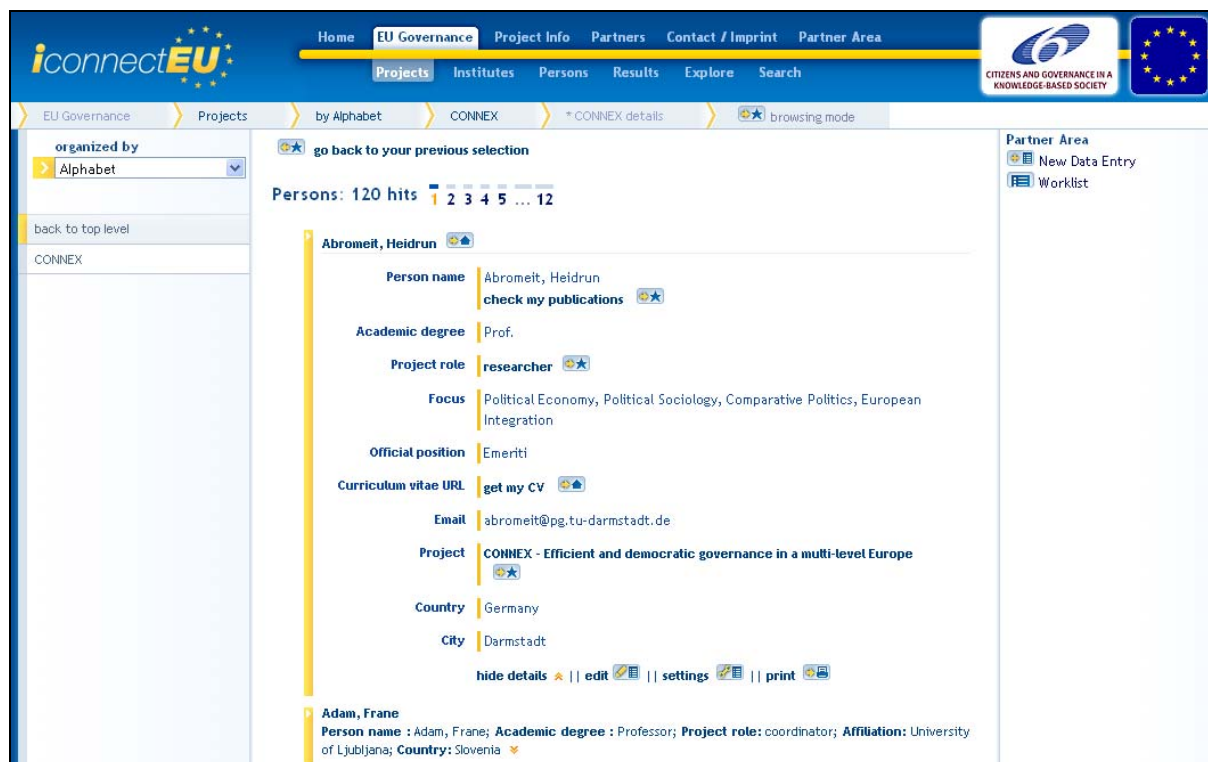 iconnectEU
Home EU Governance Project Info Partners Contact / Imprint Partner Area
Projects Institutes Persons Results Explore Search
6
CITIZENS AND GOVERNANCE IN A
KNOWLEDGE-BASED SOCIETY
EU Governance Projects by Alphabet CONNEX * CONNEX details browsing mode
organized by
Alphabet
back to top level
CONNEX
go back to your previous selection
Persons: 120 hits 1 2 3 4 5 ... 12
Abromeit, Heidrun
Person name Abromeit, Heidrun
check my publications
Academic degree Prof.
Project role researcher
Focus Political Economy, Political Sociology, Comparative Politics, European
Integration
Official position Emeriti
Curriculum vitae URL get my CV
Email abromeit@pg.tu-darmstadt.de
Project CONNEX - Efficient and democratic governance in a multi-level Europe
Country Germany
City Darmstadt
hide details || edit || settings || print
Adam, Frane
Person name : Adam, Frane; Academic degree : Professor; Project role: coordinator; Affiliation: University
of Ljubljana; Country: Slovenia
Partner Area
New Data Entry
Worklist